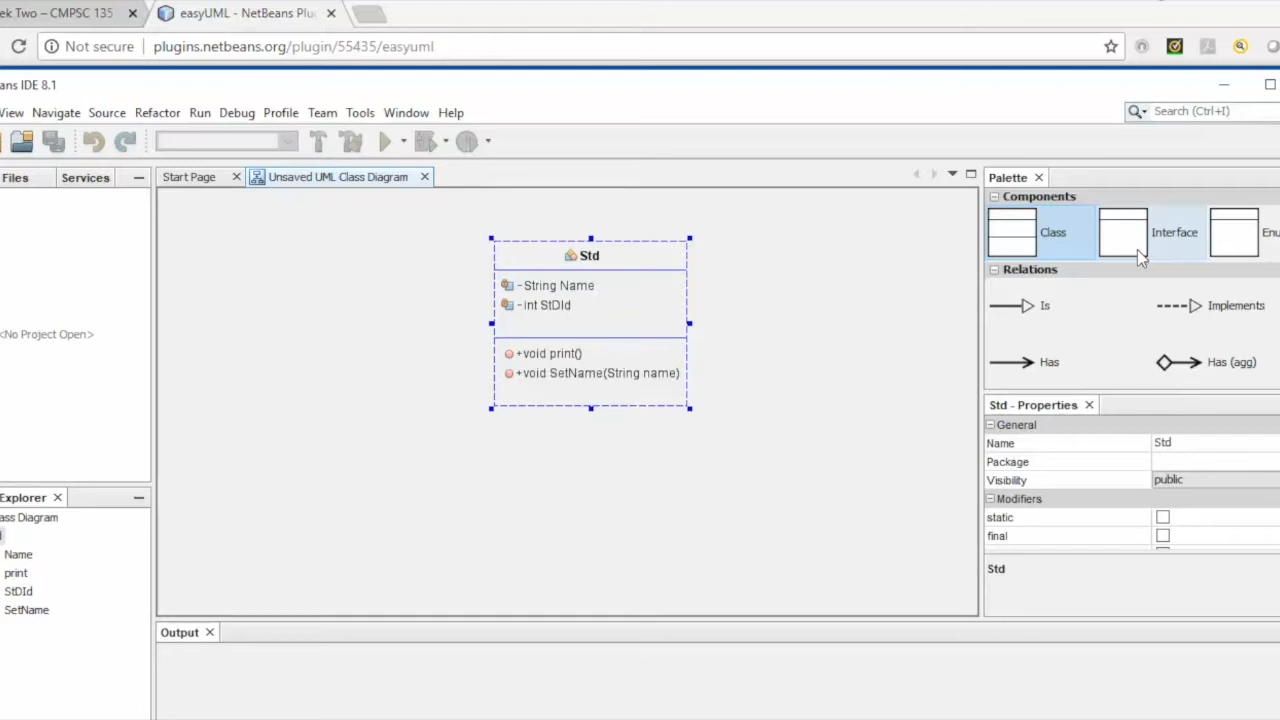 ek Two – CMPSC 135
easyUML - NetBeans Plu
Not secure
plugins.netbeans.org/plugin/55435/easyuml
ans IDE 8.1
View Navigate Source Refactor Run Debug Profile Team Tools Window Help
Search (Ctrl+I)
Files
Services
Start Page
Unsaved UML Class Diagram
Palette
Components
Class
Interface
Enu
Relations
Is
Implements
Has
Has (agg)
Std
- String Name
- int StDId
+ void print()
+ void SetName(String name)
<No Project Open>
Std - Properties
General
Name Std
Package
Visibility public
Modifiers
static
final
Std
Explorer
ass Diagram
Name
print
StDId
SetName
Output